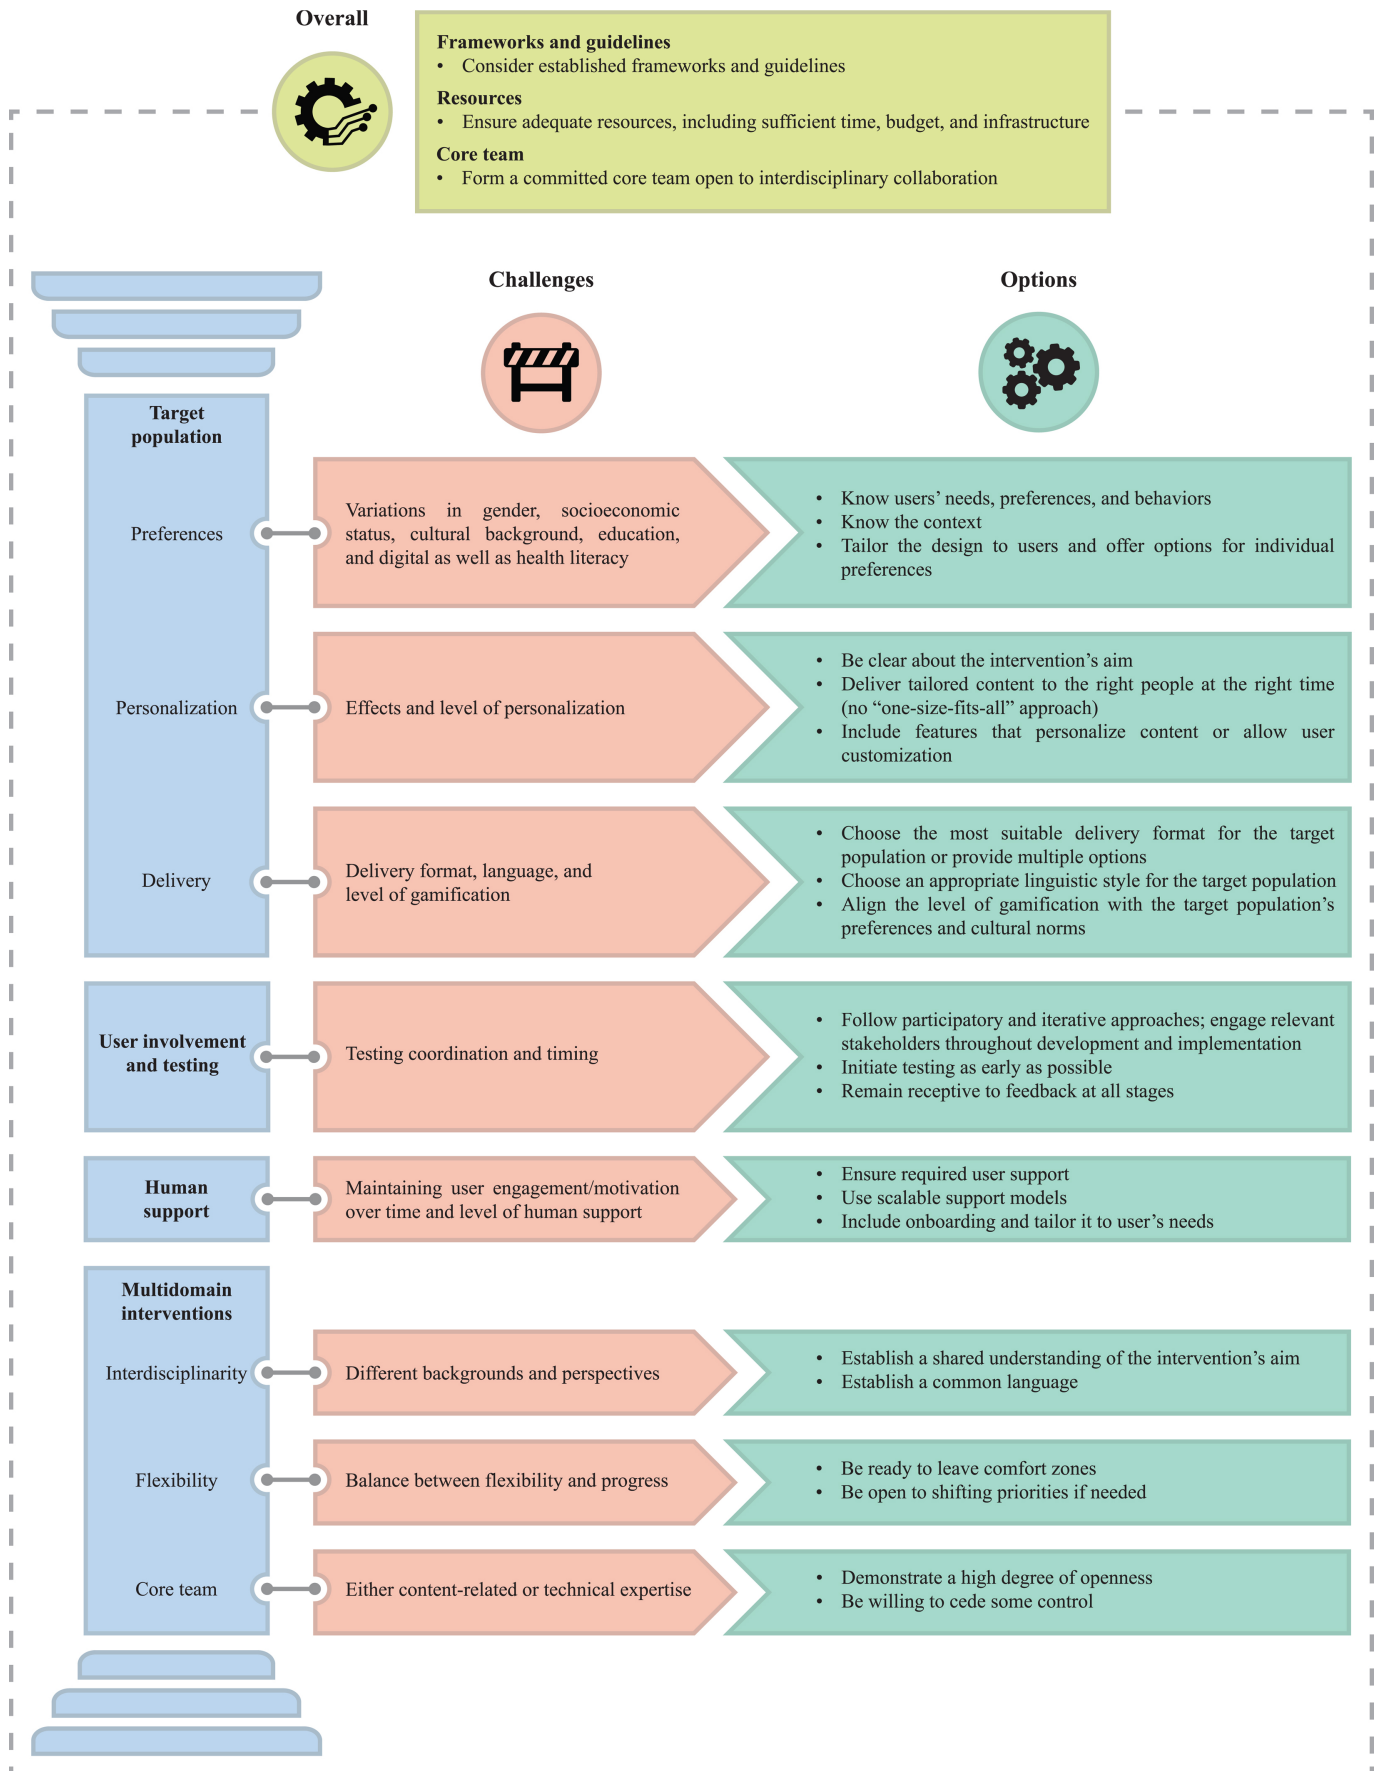 Overall
Frameworks and guidelines
• Consider established frameworks and guidelines
Resources
• Ensure adequate resources, including sufficient time, budget, and infrastructure
Core team
• Form a committed core team open to interdisciplinary collaboration
Challenges
Options
Target
population
Preferences
Variations in gender, socioeconomic
status, cultural background, education,
and digital as well as health literacy
• Know users’ needs, preferences, and behaviors
• Know the context
• Tailor the design to users and offer options for individual
preferences
Personalization
Effects and level of personalization
• Be clear about the intervention’s aim
• Deliver tailored content to the right people at the right time
(no “one-size-fits-all” approach)
• Include features that personalize content or allow user
customization
Delivery
Delivery format, language, and
level of gamification
• Choose the most suitable delivery format for the target
population or provide multiple options
• Choose an appropriate linguistic style for the target population
• Align the level of gamification with the target population’s
preferences and cultural norms
User involvement
and testing
Testing coordination and timing
• Follow participatory and iterative approaches; engage relevant
stakeholders throughout development and implementation
• Initiate testing as early as possible
• Remain receptive to feedback at all stages
Human
support
Maintaining user engagement/motivation
over time and level of human support
• Ensure required user support
• Use scalable support models
• Include onboarding and tailor it to user’s needs
Multidomain
interventions
Interdisciplinarity
Different backgrounds and perspectives
• Establish a shared understanding of the intervention’s aim
• Establish a common language
Flexibility
Balance between flexibility and progress
• Be ready to leave comfort zones
• Be open to shifting priorities if needed
Core team
Either content-related or technical expertise
• Demonstrate a high degree of openness
• Be willing to cede some control